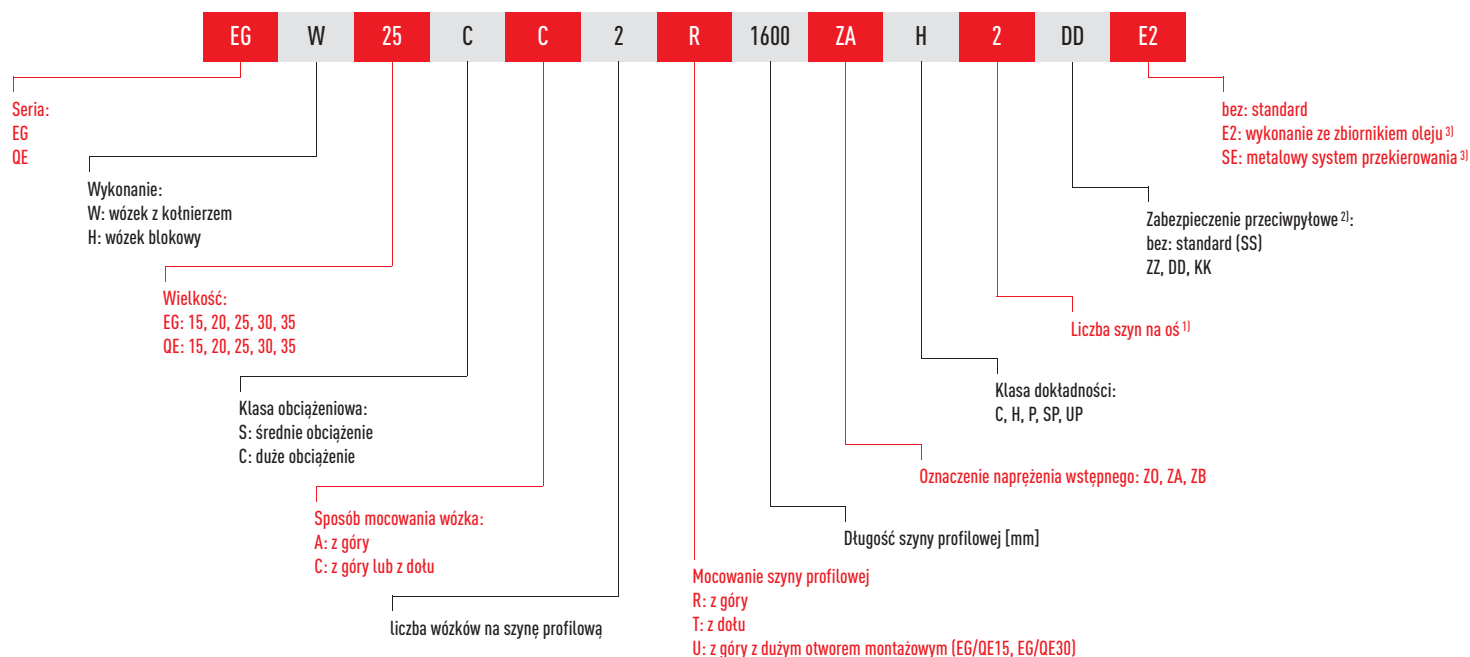 EG W 25 C C 2 R 1600 ZA H 2 DD E2
Seria:
EG
QE
Wykonanie:
W: wózek z kołnierzem
H: wózek blokowy
Wielkość:
EG: 15, 20, 25, 30, 35
QE: 15, 20, 25, 30, 35
Klasa obciążeniowa:
S: średnie obciążenie
C: duże obciążenie
Sposób mocowania wózka:
A: z góry
C: z góry lub z dołu
liczba wózków na szynę profilową
Mocowanie szyny profilowej
R: z góry
T: z dołu
U: z góry z dużym otworem montażowym (EG/QE15, EG/QE30)
Długość szyny profilowej [mm]
Oznaczenie naprężenia wstępnego: Z0, ZA, ZB
Klasa dokładności:
C, H, P, SP, UP
Liczba szyn na oś 1)
Zabezpieczenie przeciwpyłowe 2):
bez: standard (SS)
ZZ, DD, KK
bez: standard
E2: wykonanie ze zbiornikiem oleju 3)
SE: metalowy system przekierowania 3)